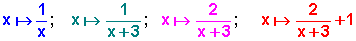 x ↦ 1/x ; x ↦ 1/(x+3) ; x ↦ 2/(x+3) ; x ↦ 2/(x+3) + 1